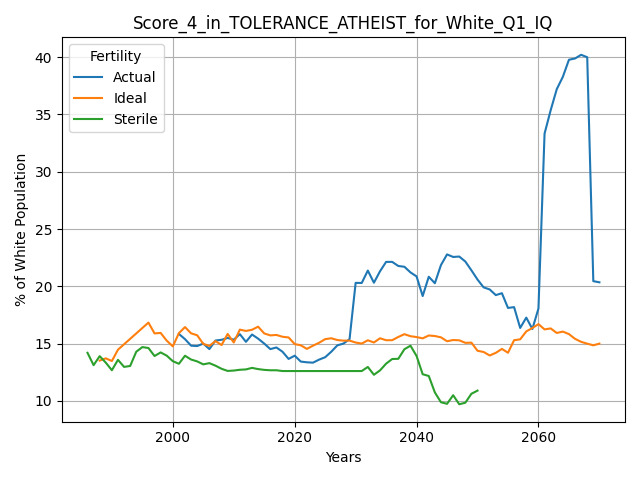 Score_4_in_TOLERANCE_ATHEIST_for_White_Q1_IQ
Fertility
Actual
Ideal
Sterile
% of White Population
40
35
30
25
20
15
10
2000
2020
2040
2060
Years